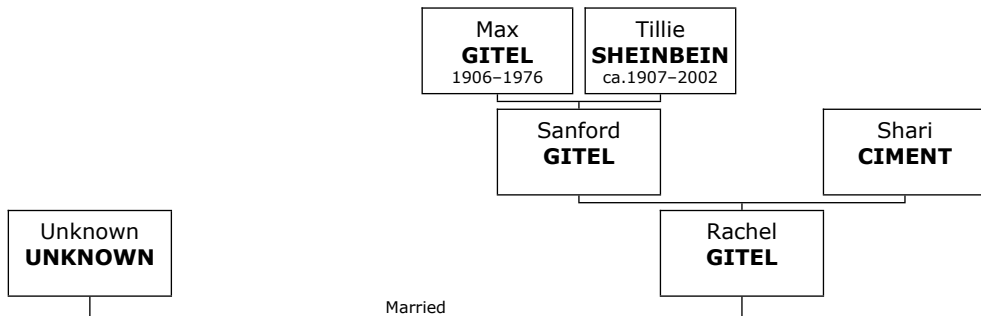 Max
GITEL
1906–1976
Tillie
SHEINBEIN
ca.1907–2002
Sanford
GITEL
Shari
CIMENT
Unknown
UNKNOWN
Rachel
GITEL
Married